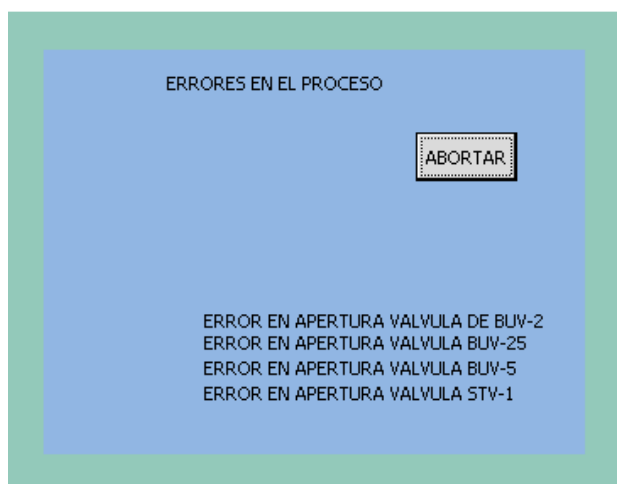 ERRORES EN EL PROCESO
ABORTAR
ERROR EN APERTURA VALVULA DE BUV-2
ERROR EN APERTURA VALVULA BUV-25
ERROR EN APERTURA VALVULA BUV-5
ERROR EN APERTURA VALVULA STV-1